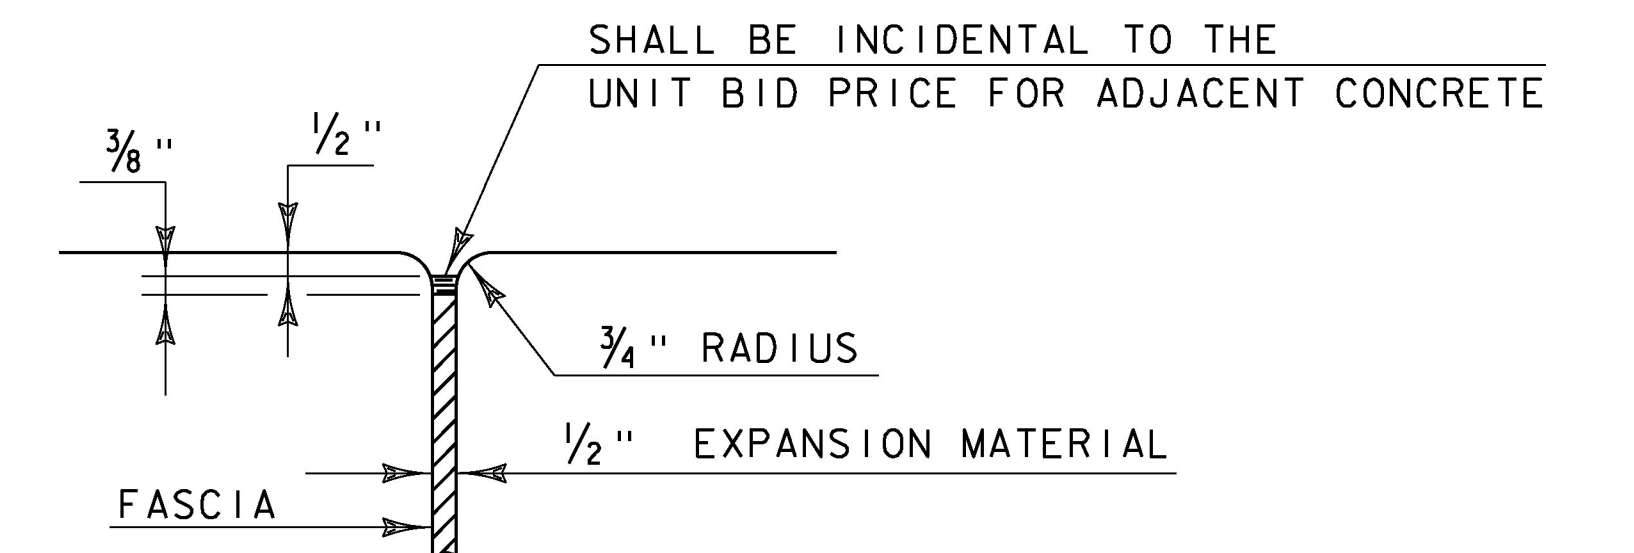 SHALL BE INCIDENTAL TO THE
UNIT BID PRICE FOR ADJACENT CONCRETE
3/8"
1/2"
3/4" RADIUS
1/2" EXPANSION MATERIAL
FASCIA